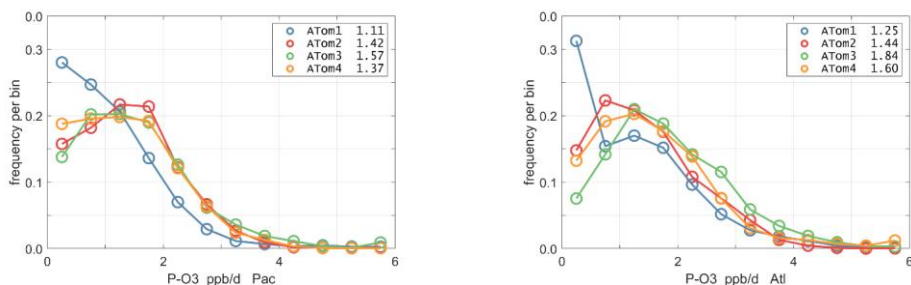 0.0
0.3
0.2
0.1
0.0
frequency per bin
ATom1 1.11
ATom2 1.42
ATom3 1.57
ATom4 1.37
0 2 4 6
P-O3 ppb/d Pac
0.0
0.3
0.2
0.1
0.0
frequency per bin
ATom1 1.25
ATom2 1.44
ATom3 1.84
ATom4 1.60
0 2 4 6
P-O3 ppb/d Atl